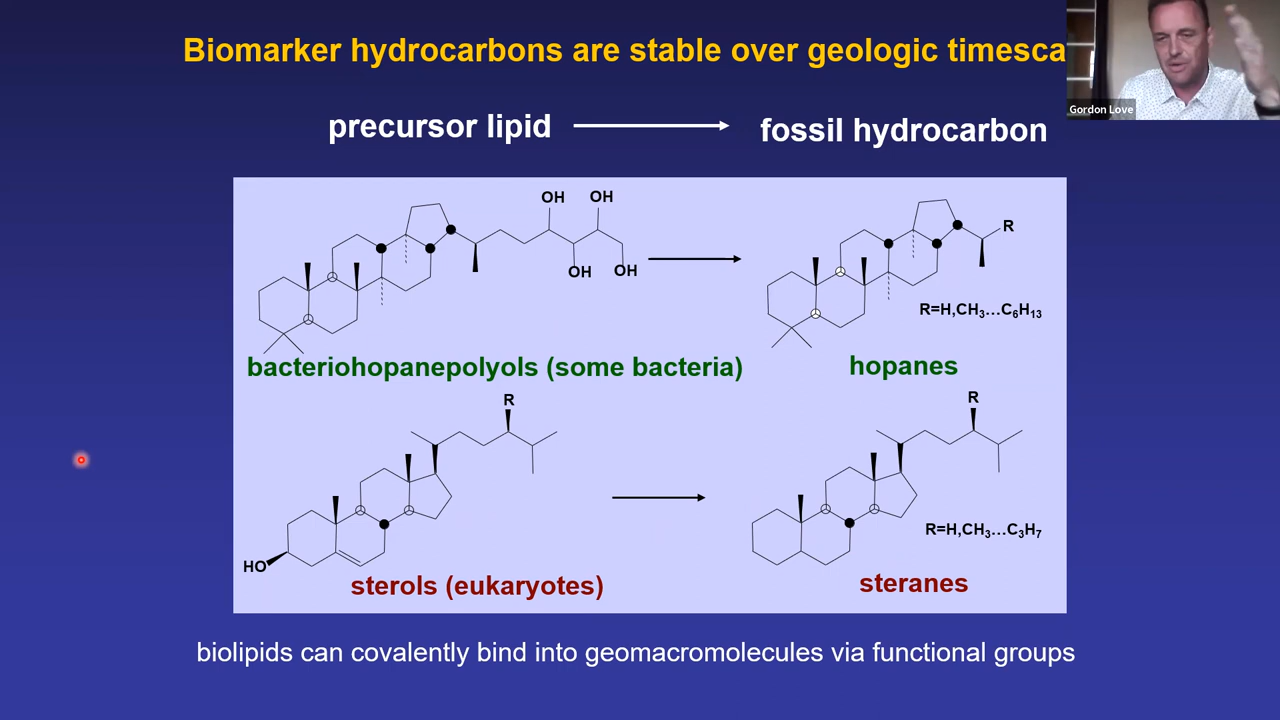 Biomarker hydrocarbons are stable over geologic timesca
Gordon Love
precursor lipid
fossil hydrocarbon
OH
OH
OH
OH
R
R=H,CH₃...C₆H₁₃
bacteriohopanepolyols (some bacteria)
hopanes
R
R
HO
R=H,CH₃...C₃H₇
sterols (eukaryotes)
steranes
biolipids can covalently bind into geomacromolecules via functional groups